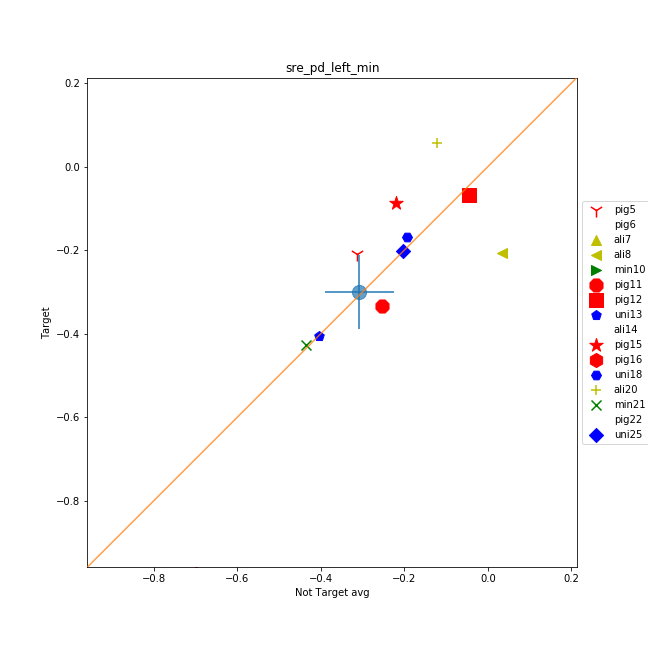 sre_pd_left_min
0.2
0.0
−0.2
−0.4
−0.6
−0.8
Target
−0.8
−0.6
−0.4
−0.2
0.0
0.2
Not Target avg
pig5
pig6
ali7
ali8
min10
pig11
pig12
uni13
ali14
pig15
pig16
uni18
ali20
min21
pig22
uni25